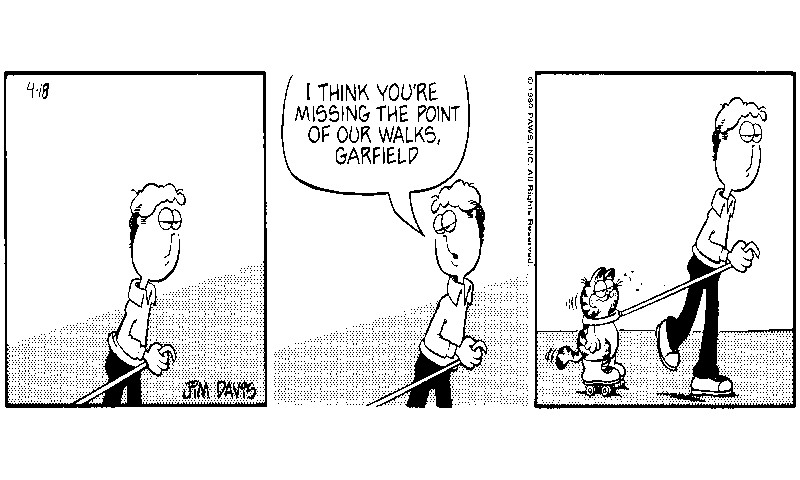 4-18
JIM DAVIS
I THINK YOU'RE
MISSING THE POINT
OF OUR WALKS,
GARFIELD
© 1980 PAWS, INC. All Rights Reserved.